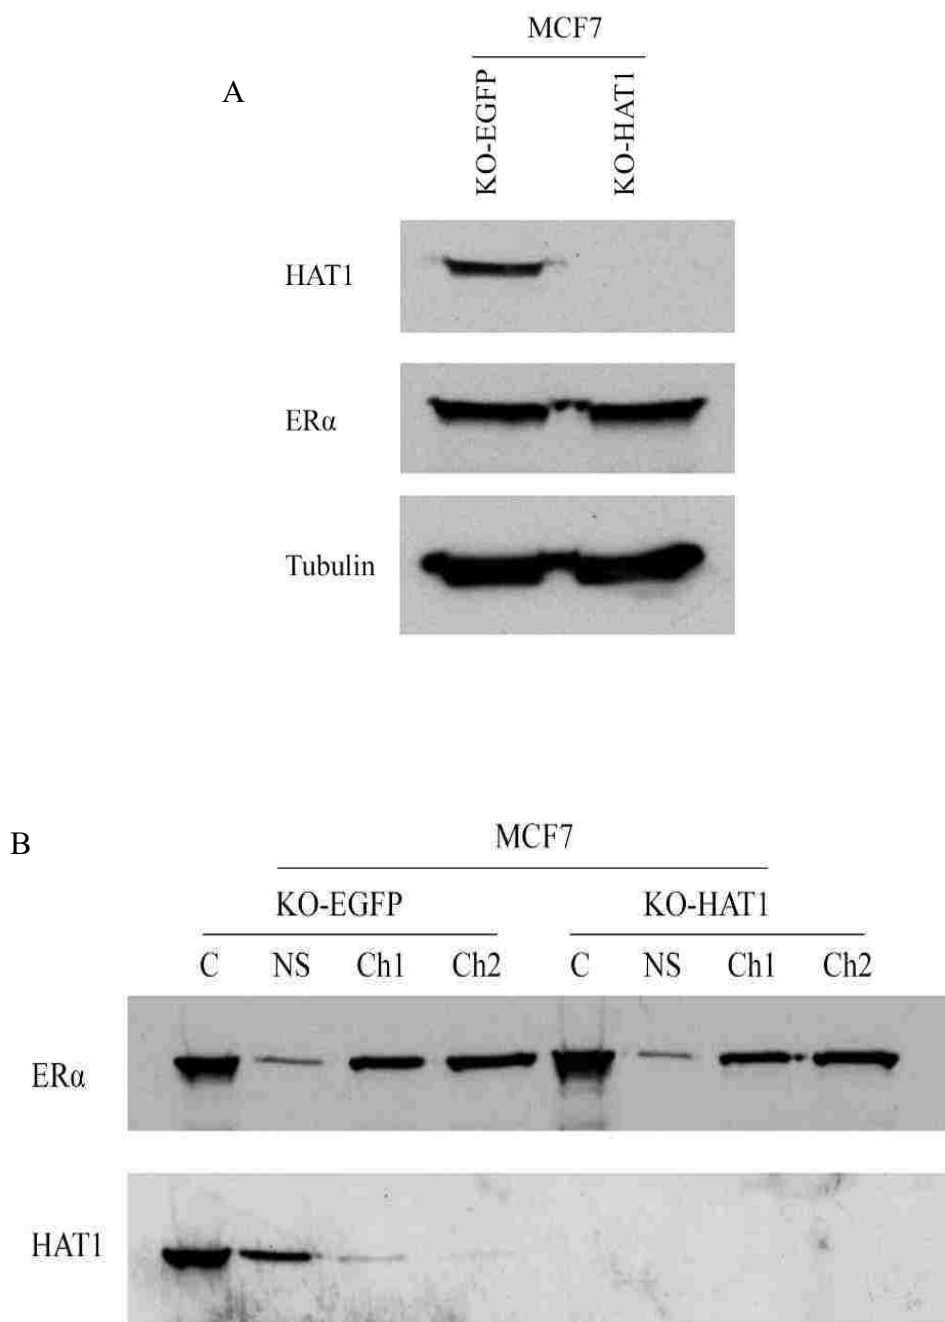 MCF7
A
KO-EGFP KO-HAT1
HAT1
ERα
Tubulin
B
MCF7
KO-EGFP KO-HAT1
C NS Ch1 Ch2 C NS Ch1 Ch2
ERα
HAT1